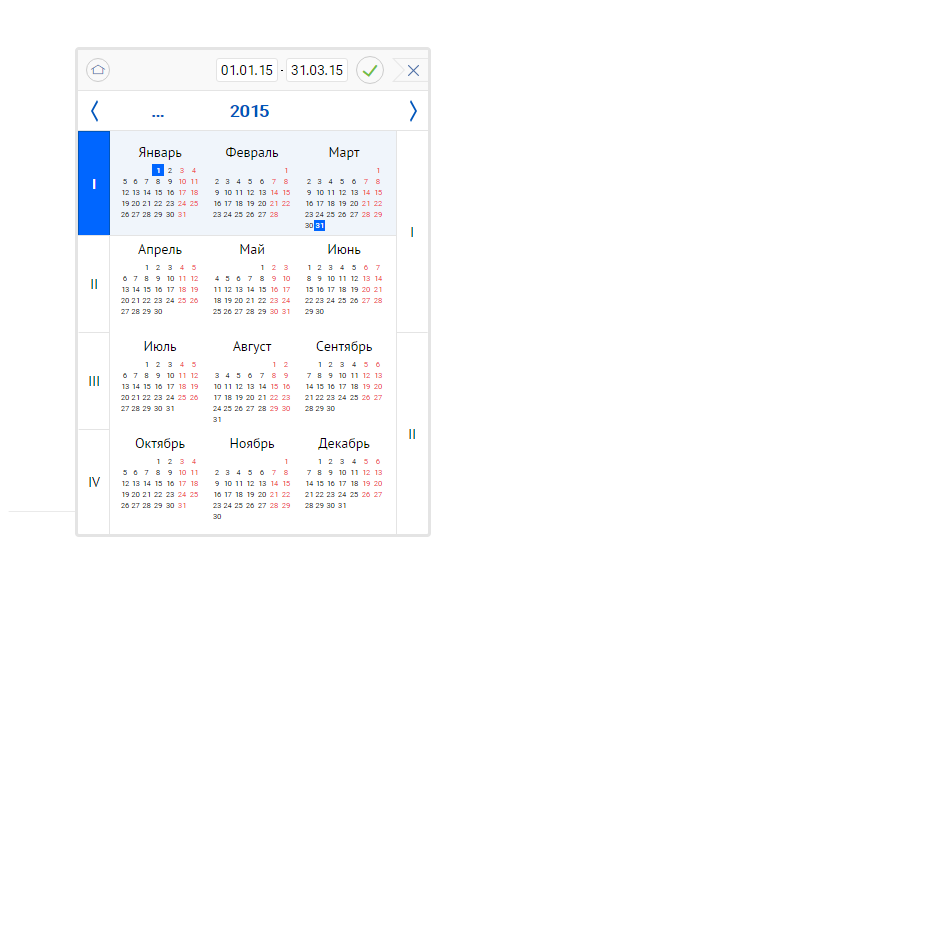 01.01.15 - 31.03.15
... 2015
Январь Февраль Март
I
1 2 3 4 1 1
5 6 7 8 9 10 11 2 3 4 5 6 7 8 2 3 4 5 6 7 8
12 13 14 15 16 17 18 9 10 11 12 13 14 15 9 10 11 12 13 14 15
19 20 21 22 23 24 25 16 17 18 19 20 21 22 16 17 18 19 20 21 22
26 27 28 29 30 31 23 24 25 26 27 28 23 24 25 26 27 28 29
30 31
I
Апрель Май Июнь
II
1 2 3 4 5 1 2 3 1 2 3 4 5 6 7
6 7 8 9 10 11 12 4 5 6 7 8 9 10 8 9 10 11 12 13 14
13 14 15 16 17 18 19 11 12 13 14 15 16 17 15 16 17 18 19 20 21
20 21 22 23 24 25 26 18 19 20 21 22 23 24 22 23 24 25 26 27 28
27 28 29 30 25 26 27 28 29 30 31 29 30
Июль Август Сентябрь
III
1 2 3 4 5 1 2 1 2 3 4 5 6
6 7 8 9 10 11 12 3 4 5 6 7 8 9 7 8 9 10 11 12 13
13 14 15 16 17 18 19 10 11 12 13 14 15 16 14 15 16 17 18 19 20
20 21 22 23 24 25 26 17 18 19 20 21 22 23 21 22 23 24 25 26 27
27 28 29 30 31 24 25 26 27 28 29 30 28 29 30
31
II
Октябрь Ноябрь Декабрь
IV
1 2 3 4 1 1 2 3 4 5 6
5 6 7 8 9 10 11 2 3 4 5 6 7 8 7 8 9 10 11 12 13
12 13 14 15 16 17 18 9 10 11 12 13 14 15 14 15 16 17 18 19 20
19 20 21 22 23 24 25 16 17 18 19 20 21 22 21 22 23 24 25 26 27
26 27 28 29 30 31 23 24 25 26 27 28 29 28 29 30 31
30